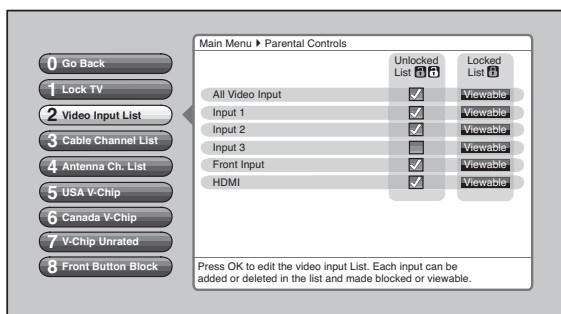 Main Menu ▶ Parental Controls
0 Go Back
1 Lock TV
2 Video Input List
3 Cable Channel List
4 Antenna Ch. List
5 USA V-Chip
6 Canada V-Chip
7 V-Chip Unrated
8 Front Button Block
Unlocked List
Locked List
All Video Input Viewable
Input 1 Viewable
Input 2 Viewable
Input 3 Viewable
Front Input Viewable
HDMI Viewable
Press OK to edit the video input List. Each input can be
added or deleted in the list and made blocked or viewable.